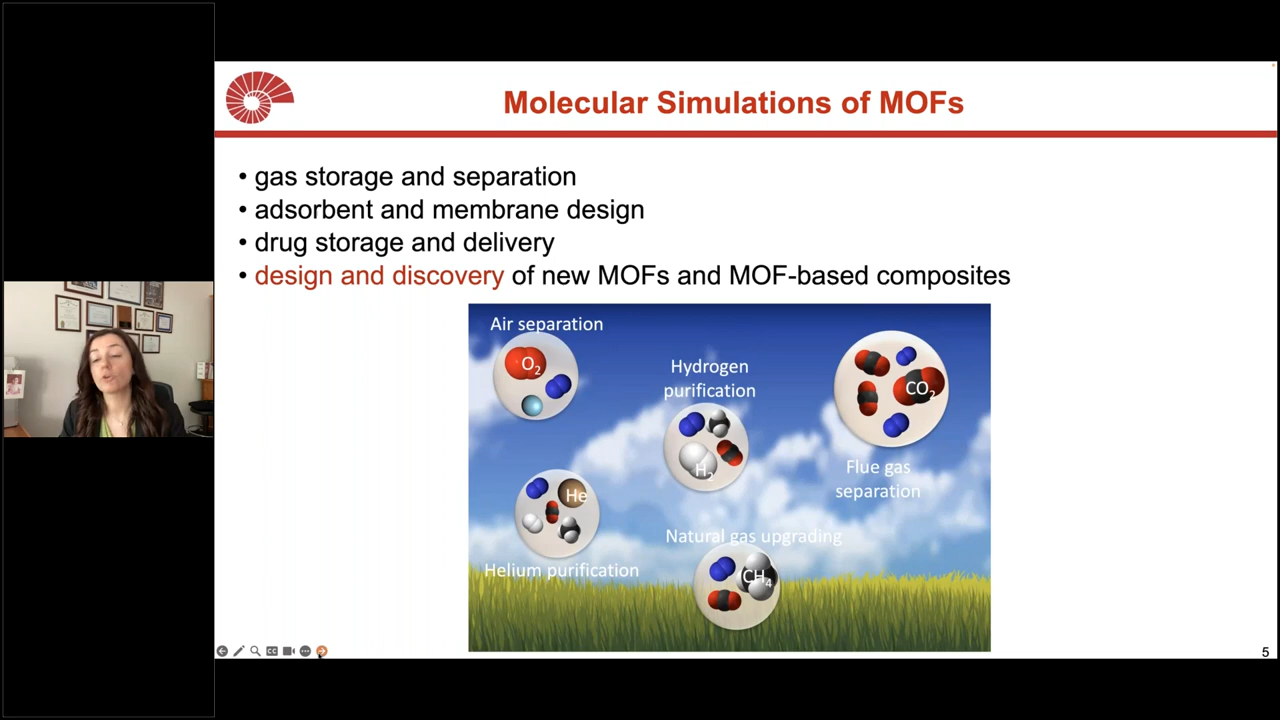 Molecular Simulations of MOFs
• gas storage and separation
• adsorbent and membrane design
• drug storage and delivery
• design and discovery of new MOFs and MOF-based composites
Air separation
O2
Hydrogen
purification
H2
CO2
Flue gas
separation
He
Helium purification
Natural gas upgrading
CH4
CC
5